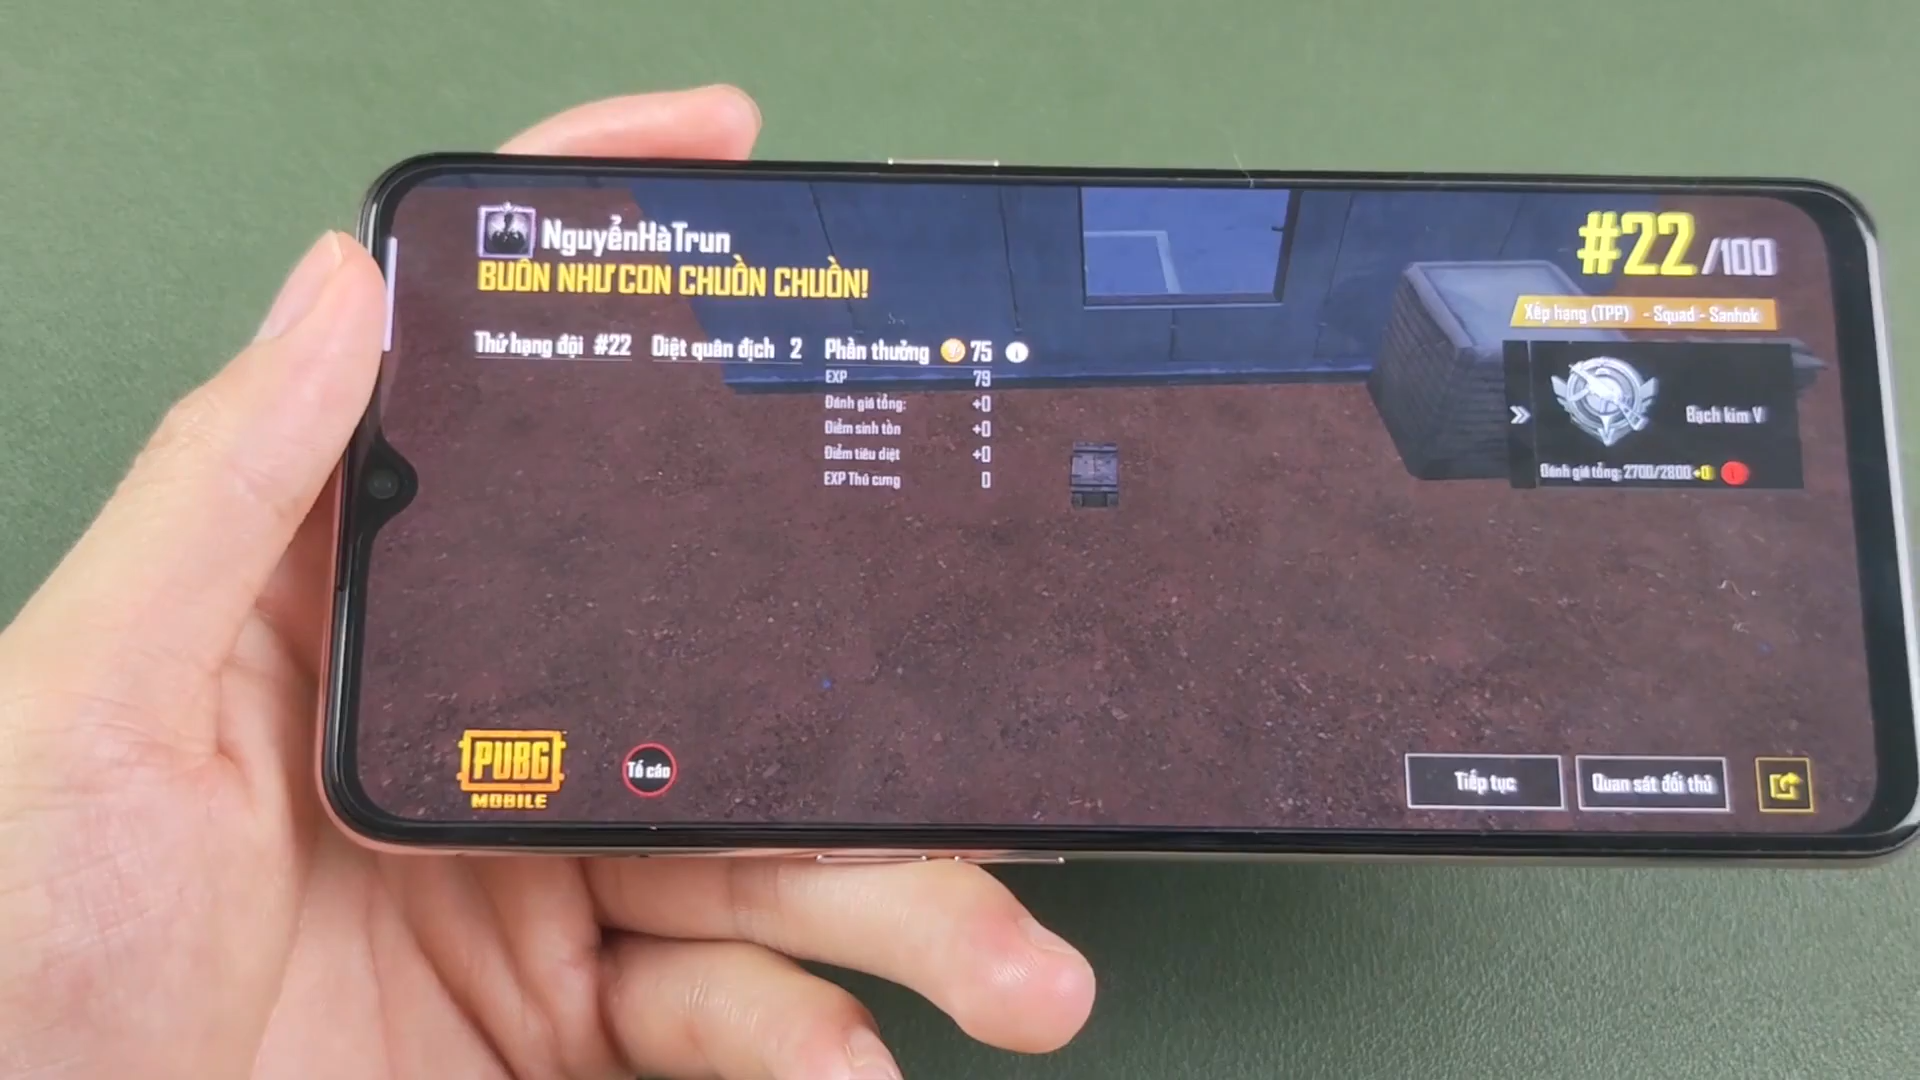 NguyểnHàTrun
BUỒN NHƯ CON CHUỒN CHUỒN!
#22/100
Xếp hạng (TPP) - Squad - Sanhok
Thứ hạng đội #22 Diệt quân địch 2 Phần thưởng 75
EXP 79
Đánh giá tổng: +0
Điểm sinh tồn +0
Điểm tiêu diệt +0
EXP Thú cưng 0
Bạch kim V
Đánh giá tổng: 2700/2800 +0
PUBG
MOBILE
Tố cáo
Tiếp tục
Quan sát đối thủ